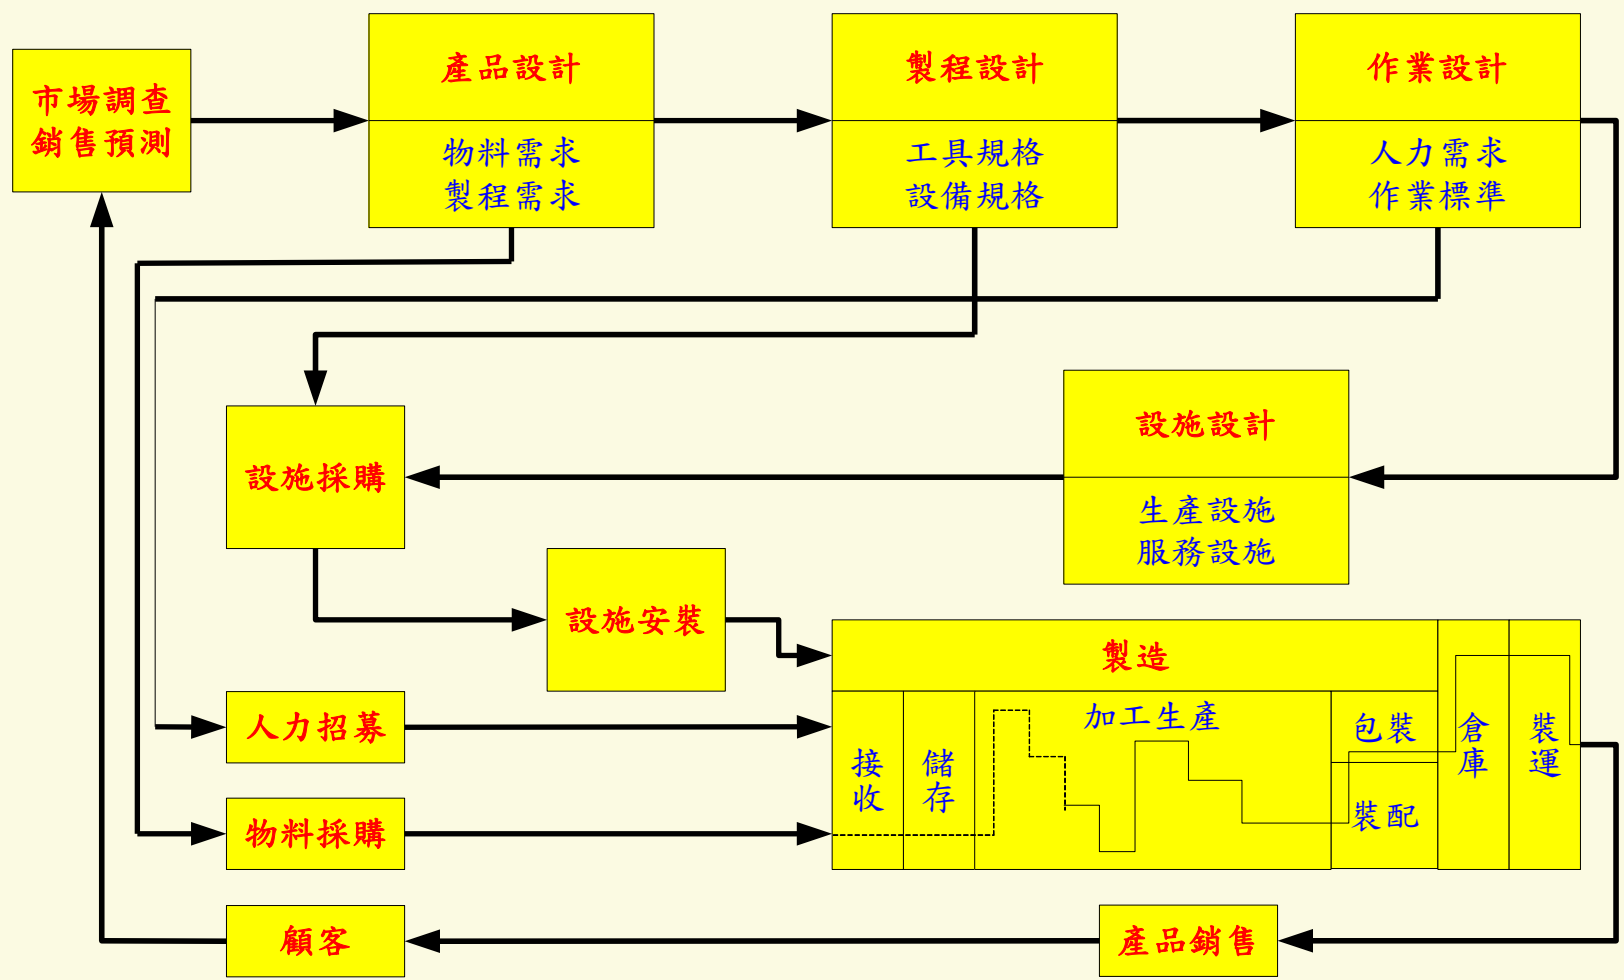 市場調查
銷售預測
產品設計
物料需求
製程需求
製程設計
工具規格
設備規格
作業設計
人力需求
作業標準
設施設計
生產設施
服務設施
設施採購
設施安裝
人力招募
物料採購
製造
接收
儲存
加工生產
包裝
裝配
倉庫
裝運
產品銷售
顧客